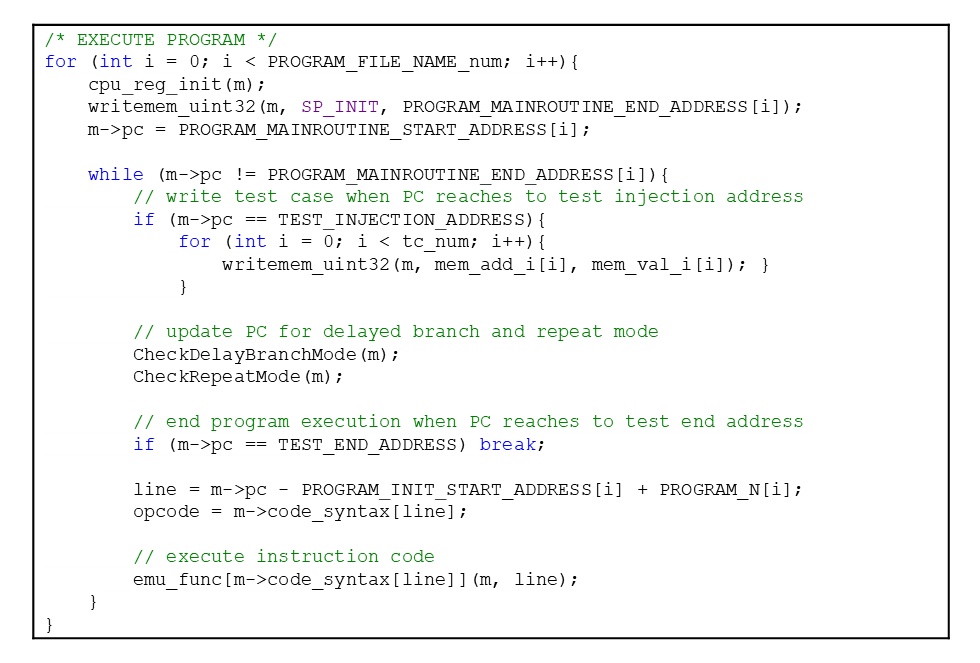 /* EXECUTE PROGRAM */
for (int i = 0; i < PROGRAM_FILE_NAME_num; i++){
    cpu_reg_init(m);
    writemem_uint32(m, SP_INIT, PROGRAM_MAINROUTINE_END_ADDRESS[i]);
    m->pc = PROGRAM_MAINROUTINE_START_ADDRESS[i];

    while (m->pc != PROGRAM_MAINROUTINE_END_ADDRESS[i]){
        // write test case when PC reaches to test injection address
        if (m->pc == TEST_INJECTION_ADDRESS){
            for (int i = 0; i < tc_num; i++){
                writemem_uint32(m, mem_add_i[i], mem_val_i[i]); }
            }

        // update PC for delayed branch and repeat mode
        CheckDelayBranchMode(m);
        CheckRepeatMode(m);

        // end program execution when PC reaches to test end address
        if (m->pc == TEST_END_ADDRESS) break;

        line = m->pc - PROGRAM_INIT_START_ADDRESS[i] + PROGRAM_N[i];
        opcode = m->code_syntax[line];

        // execute instruction code
        emu_func[m->code_syntax[line]](m, line);
    }
}